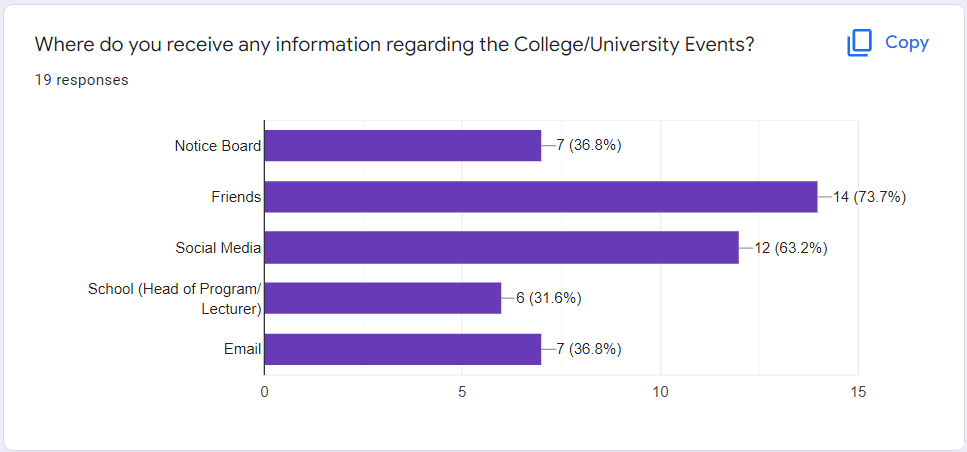 Where do you receive any information regarding the College/University Events?
Copy
19 responses
Notice Board
7 (36.8%)
Friends
14 (73.7%)
Social Media
12 (63.2%)
School (Head of Program/
Lecturer)
6 (31.6%)
Email
7 (36.8%)
0
5
10
15